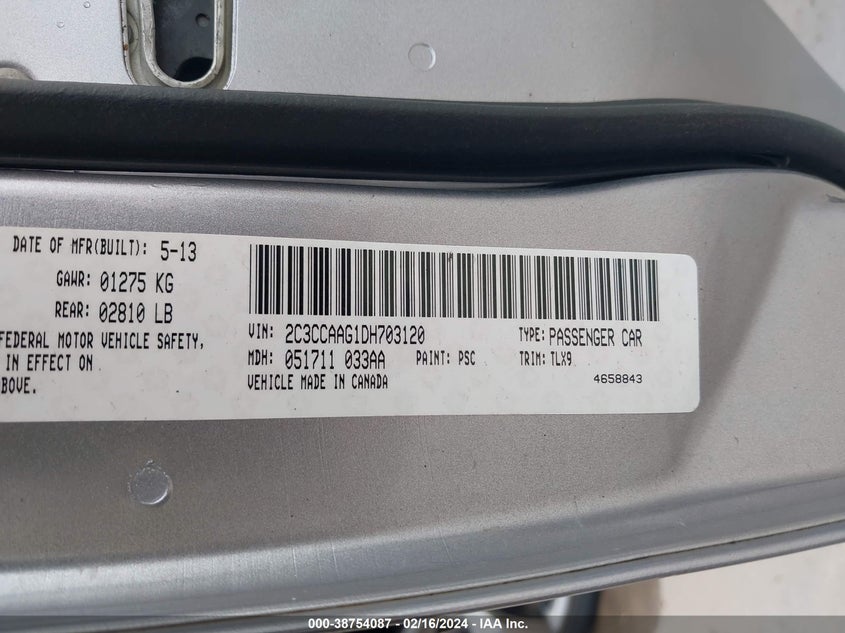 DATE OF MFR(BUILT): 5-13
GAWR: 01275 KG
REAR: 02810 LB
FEDERAL MOTOR VEHICLE SAFETY,
IN EFFECT ON
BOVE.
VIN: 2C3CCAAG1DH703120
TYPE: PASSENGER CAR
MDH: 051711 033AA
PAINT: PSC
TRIM: TLX9
VEHICLE MADE IN CANADA
4658843
000-38754087 - 02/16/2024 - IAA Inc.